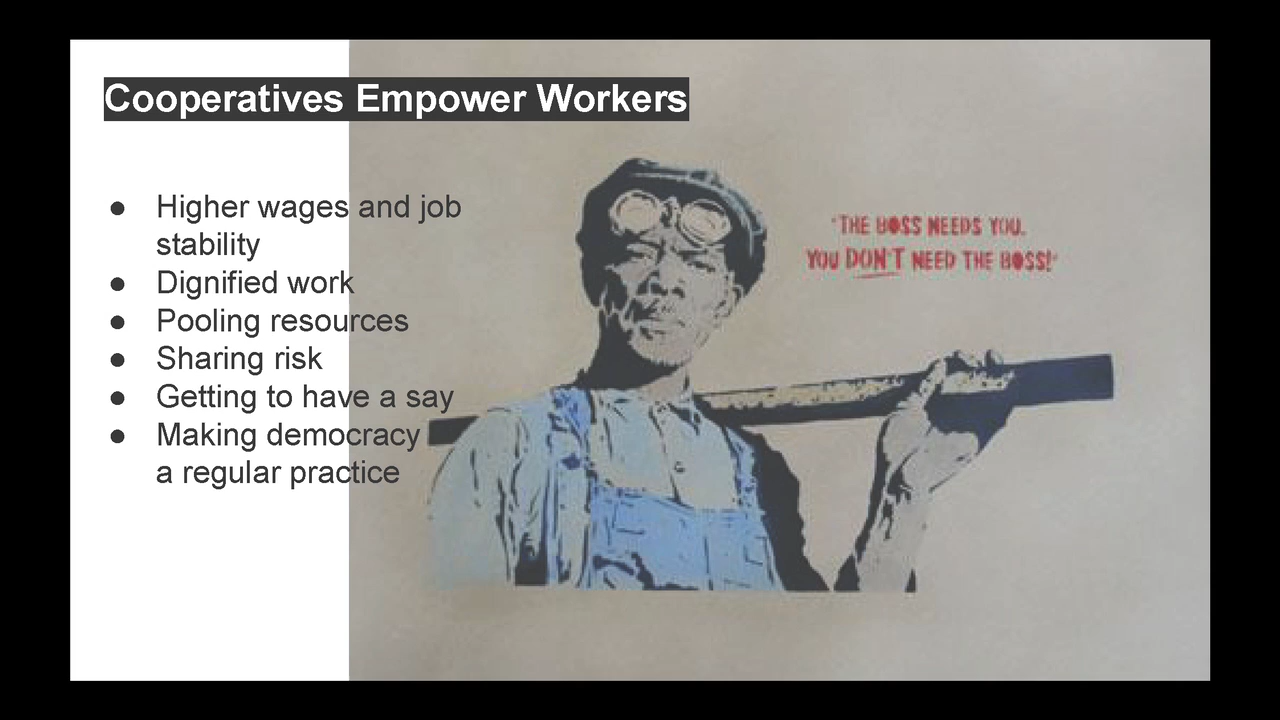 Cooperatives Empower Workers
● Higher wages and job
stability
● Dignified work
● Pooling resources
● Sharing risk
● Getting to have a say
● Making democracy
a regular practice
"THE BOSS NEEDS YOU.
YOU DON'T NEED THE BOSS!"